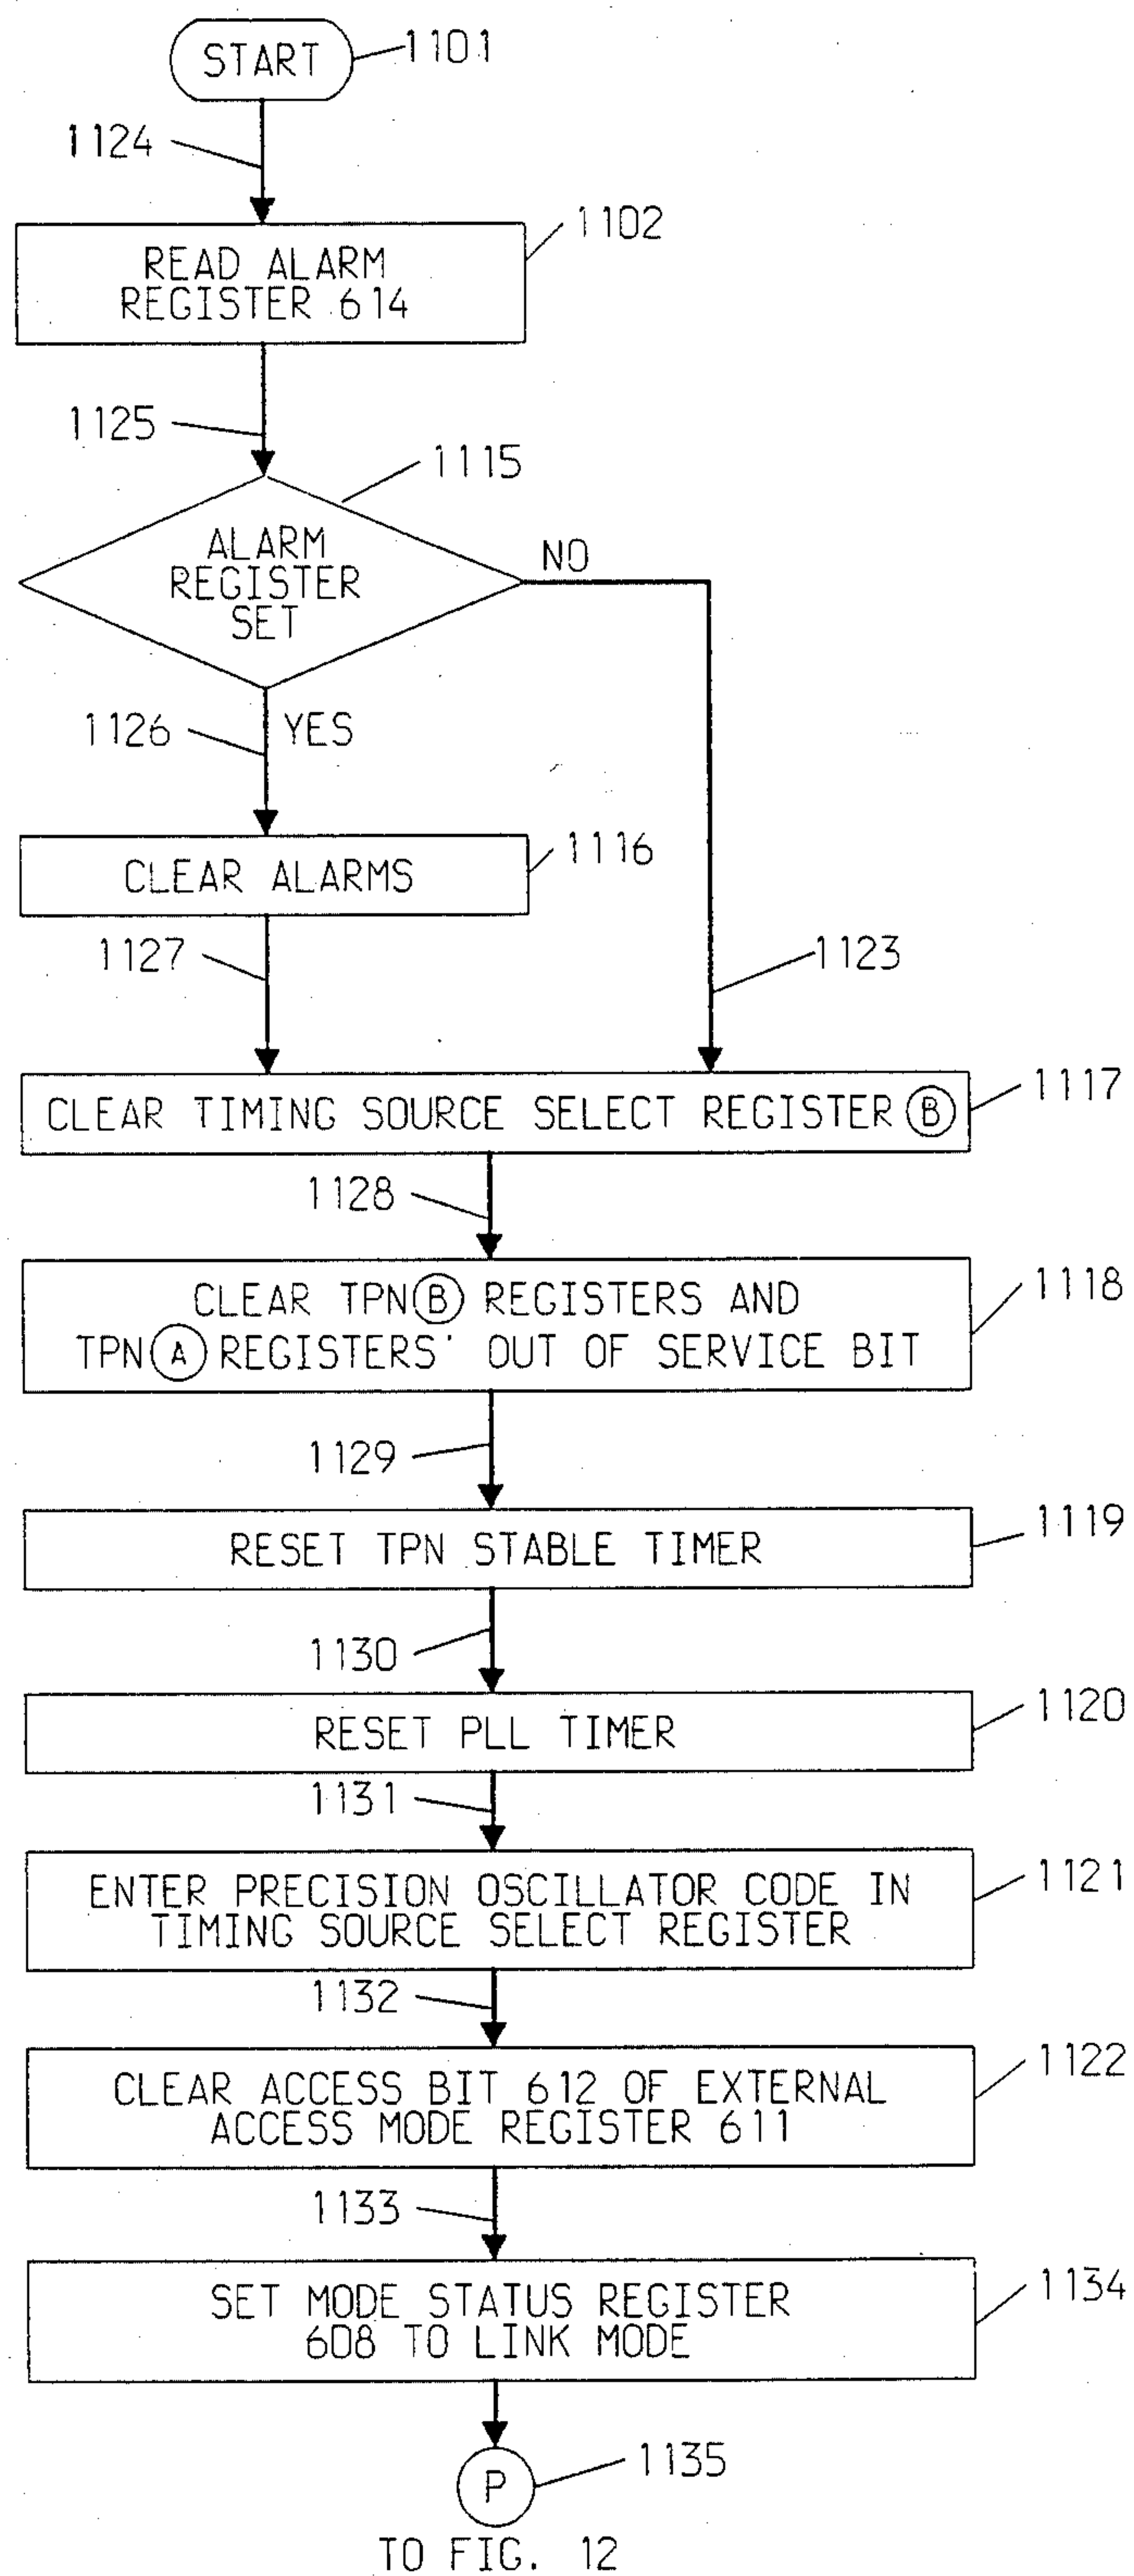 START
1101
1124
1102
READ ALARM
REGISTER 614
1125
1115
ALARM
REGISTER
SET
NO
1126
YES
1116
CLEAR ALARMS
1127
1123
1117
CLEAR TIMING SOURCE SELECT REGISTER B
1128
1118
CLEAR TPN B REGISTERS AND
TPN A REGISTERS' OUT OF SERVICE BIT
1129
1119
RESET TPN STABLE TIMER
1130
1120
RESET PLL TIMER
1131
1121
ENTER PRECISION OSCILLATOR CODE IN
TIMING SOURCE SELECT REGISTER
1132
1122
CLEAR ACCESS BIT 612 OF EXTERNAL
ACCESS MODE REGISTER 611
1133
1134
SET MODE STATUS REGISTER
608 TO LINK MODE
P
1135
TO FIG. 12